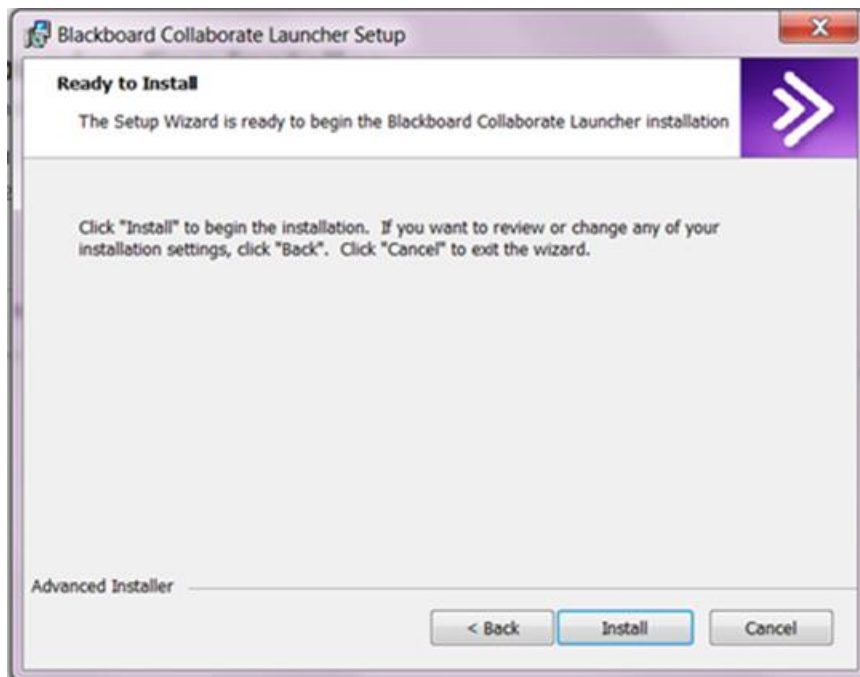 Blackboard Collaborate Launcher Setup
Ready to Install
The Setup Wizard is ready to begin the Blackboard Collaborate Launcher installation
Click "Install" to begin the installation. If you want to review or change any of your
installation settings, click "Back". Click "Cancel" to exit the wizard.
Advanced Installer
< Back Install Cancel